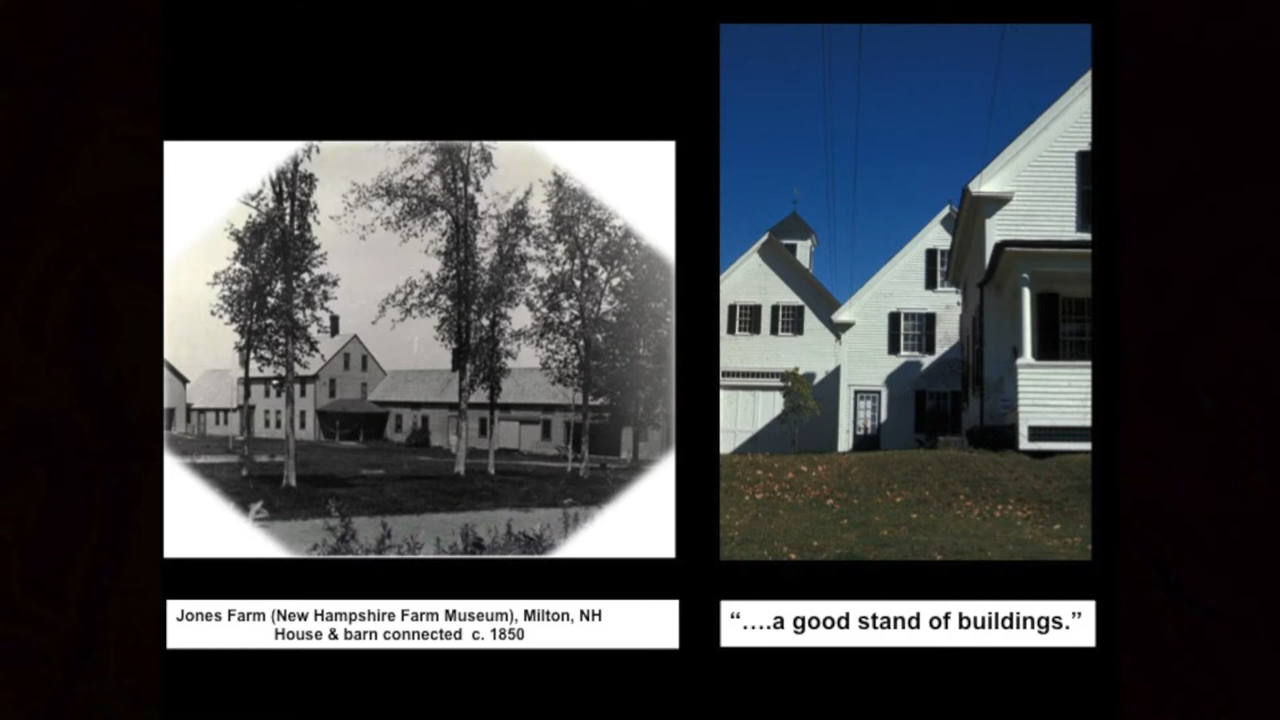 Jones Farm (New Hampshire Farm Museum), Milton, NH
House & barn connected  c. 1850
“….a good stand of buildings.”